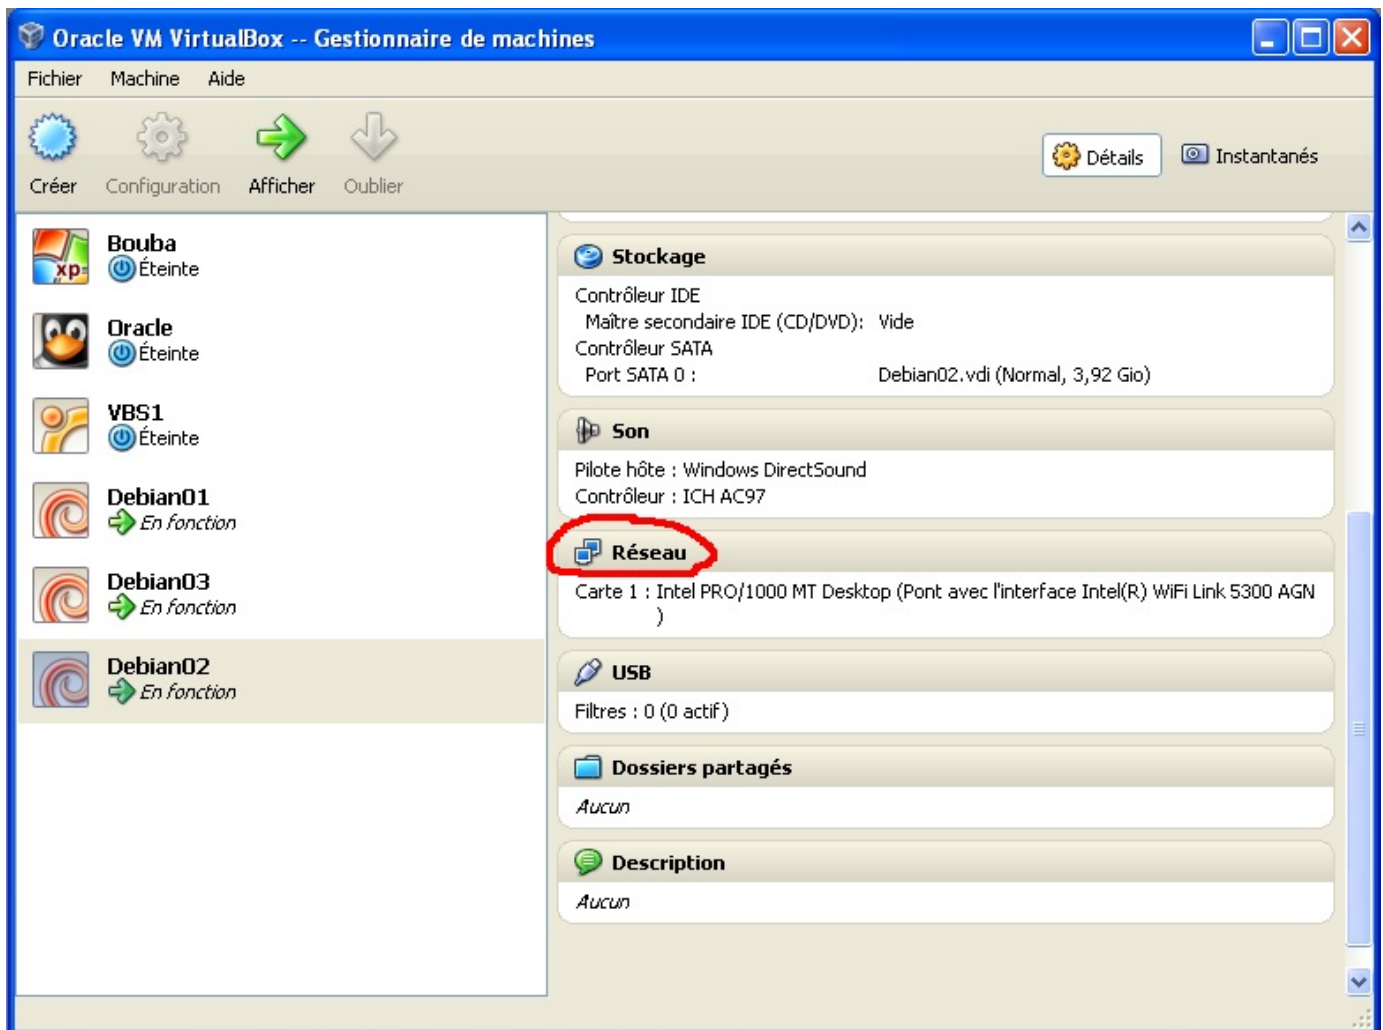 Oracle VM VirtualBox -- Gestionnaire de machines
Fichier Machine Aide
Créer Configuration Afficher Oublier Détails Instantanés
Bouba
Éteinte
Oracle
Éteinte
VBS1
Éteinte
Debian01
En fonction
Debian03
En fonction
Debian02
En fonction
xp
Stockage
Contrôleur IDE
Maître secondaire IDE (CD/DVD): Vide
Contrôleur SATA
Port SATA 0 : Debian02.vdi (Normal, 3,92 Gio)
Son
Pilote hôte : Windows DirectSound
Contrôleur : ICH AC97
Réseau
Carte 1 : Intel PRO/1000 MT Desktop (Pont avec l'interface Intel(R) WiFi Link 5300 AGN
)
USB
Filtres : 0 (0 actif)
Dossiers partagés
Aucun
Description
Aucun